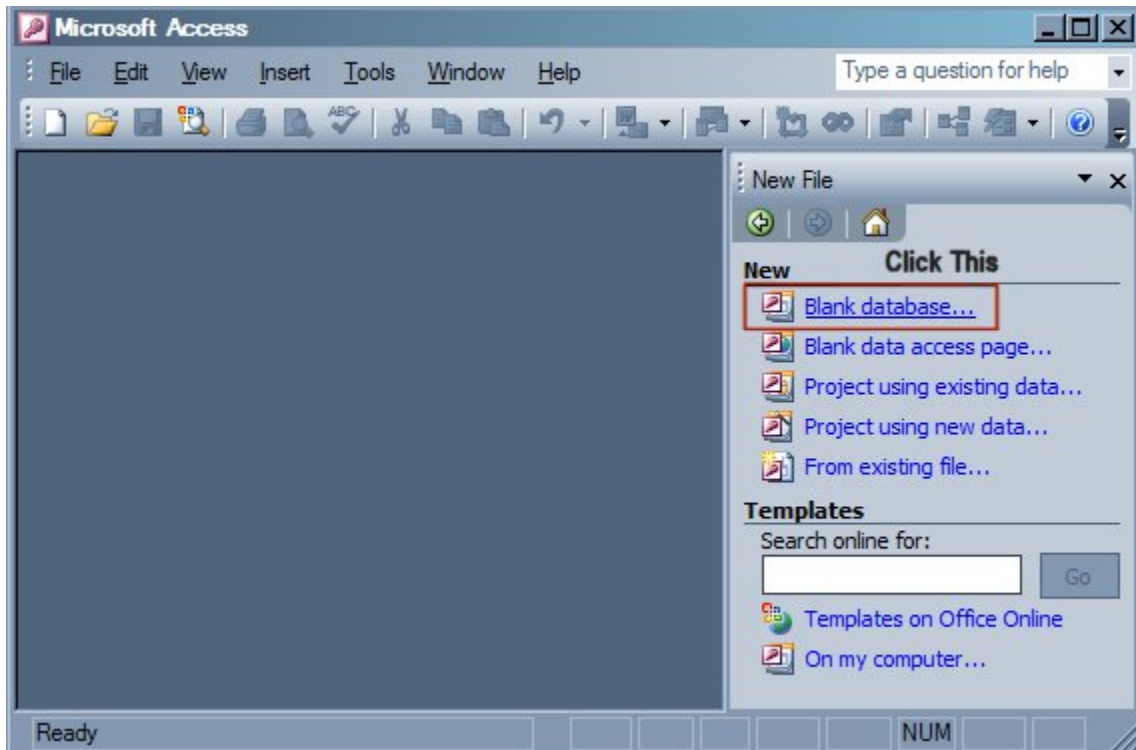 Microsoft Access
File Edit View Insert Tools Window Help Type a question for help
ABC
New File
Click This
New
Blank database...
Blank data access page...
Project using existing data...
Project using new data...
From existing file...
Templates
Search online for:
Go
Templates on Office Online
On my computer...
Ready NUM